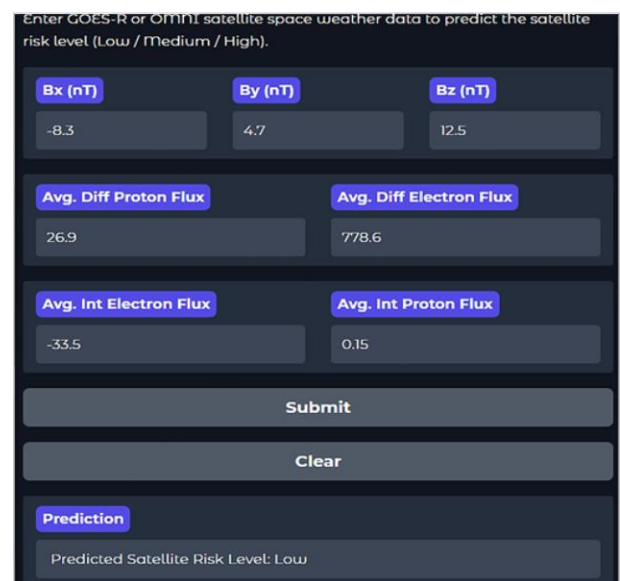 Enter GOES-R or OMNI satellite space weather data to predict the satellite
risk level (Low / Medium / High).
Bx (nT) By (nT) Bz (nT)
-8.3 4.7 12.5
Avg. Diff Proton Flux Avg. Diff Electron Flux
26.9 778.6
Avg. Int Electron Flux Avg. Int Proton Flux
-33.5 0.15
Submit
Clear
Prediction
Predicted Satellite Risk Level: Low